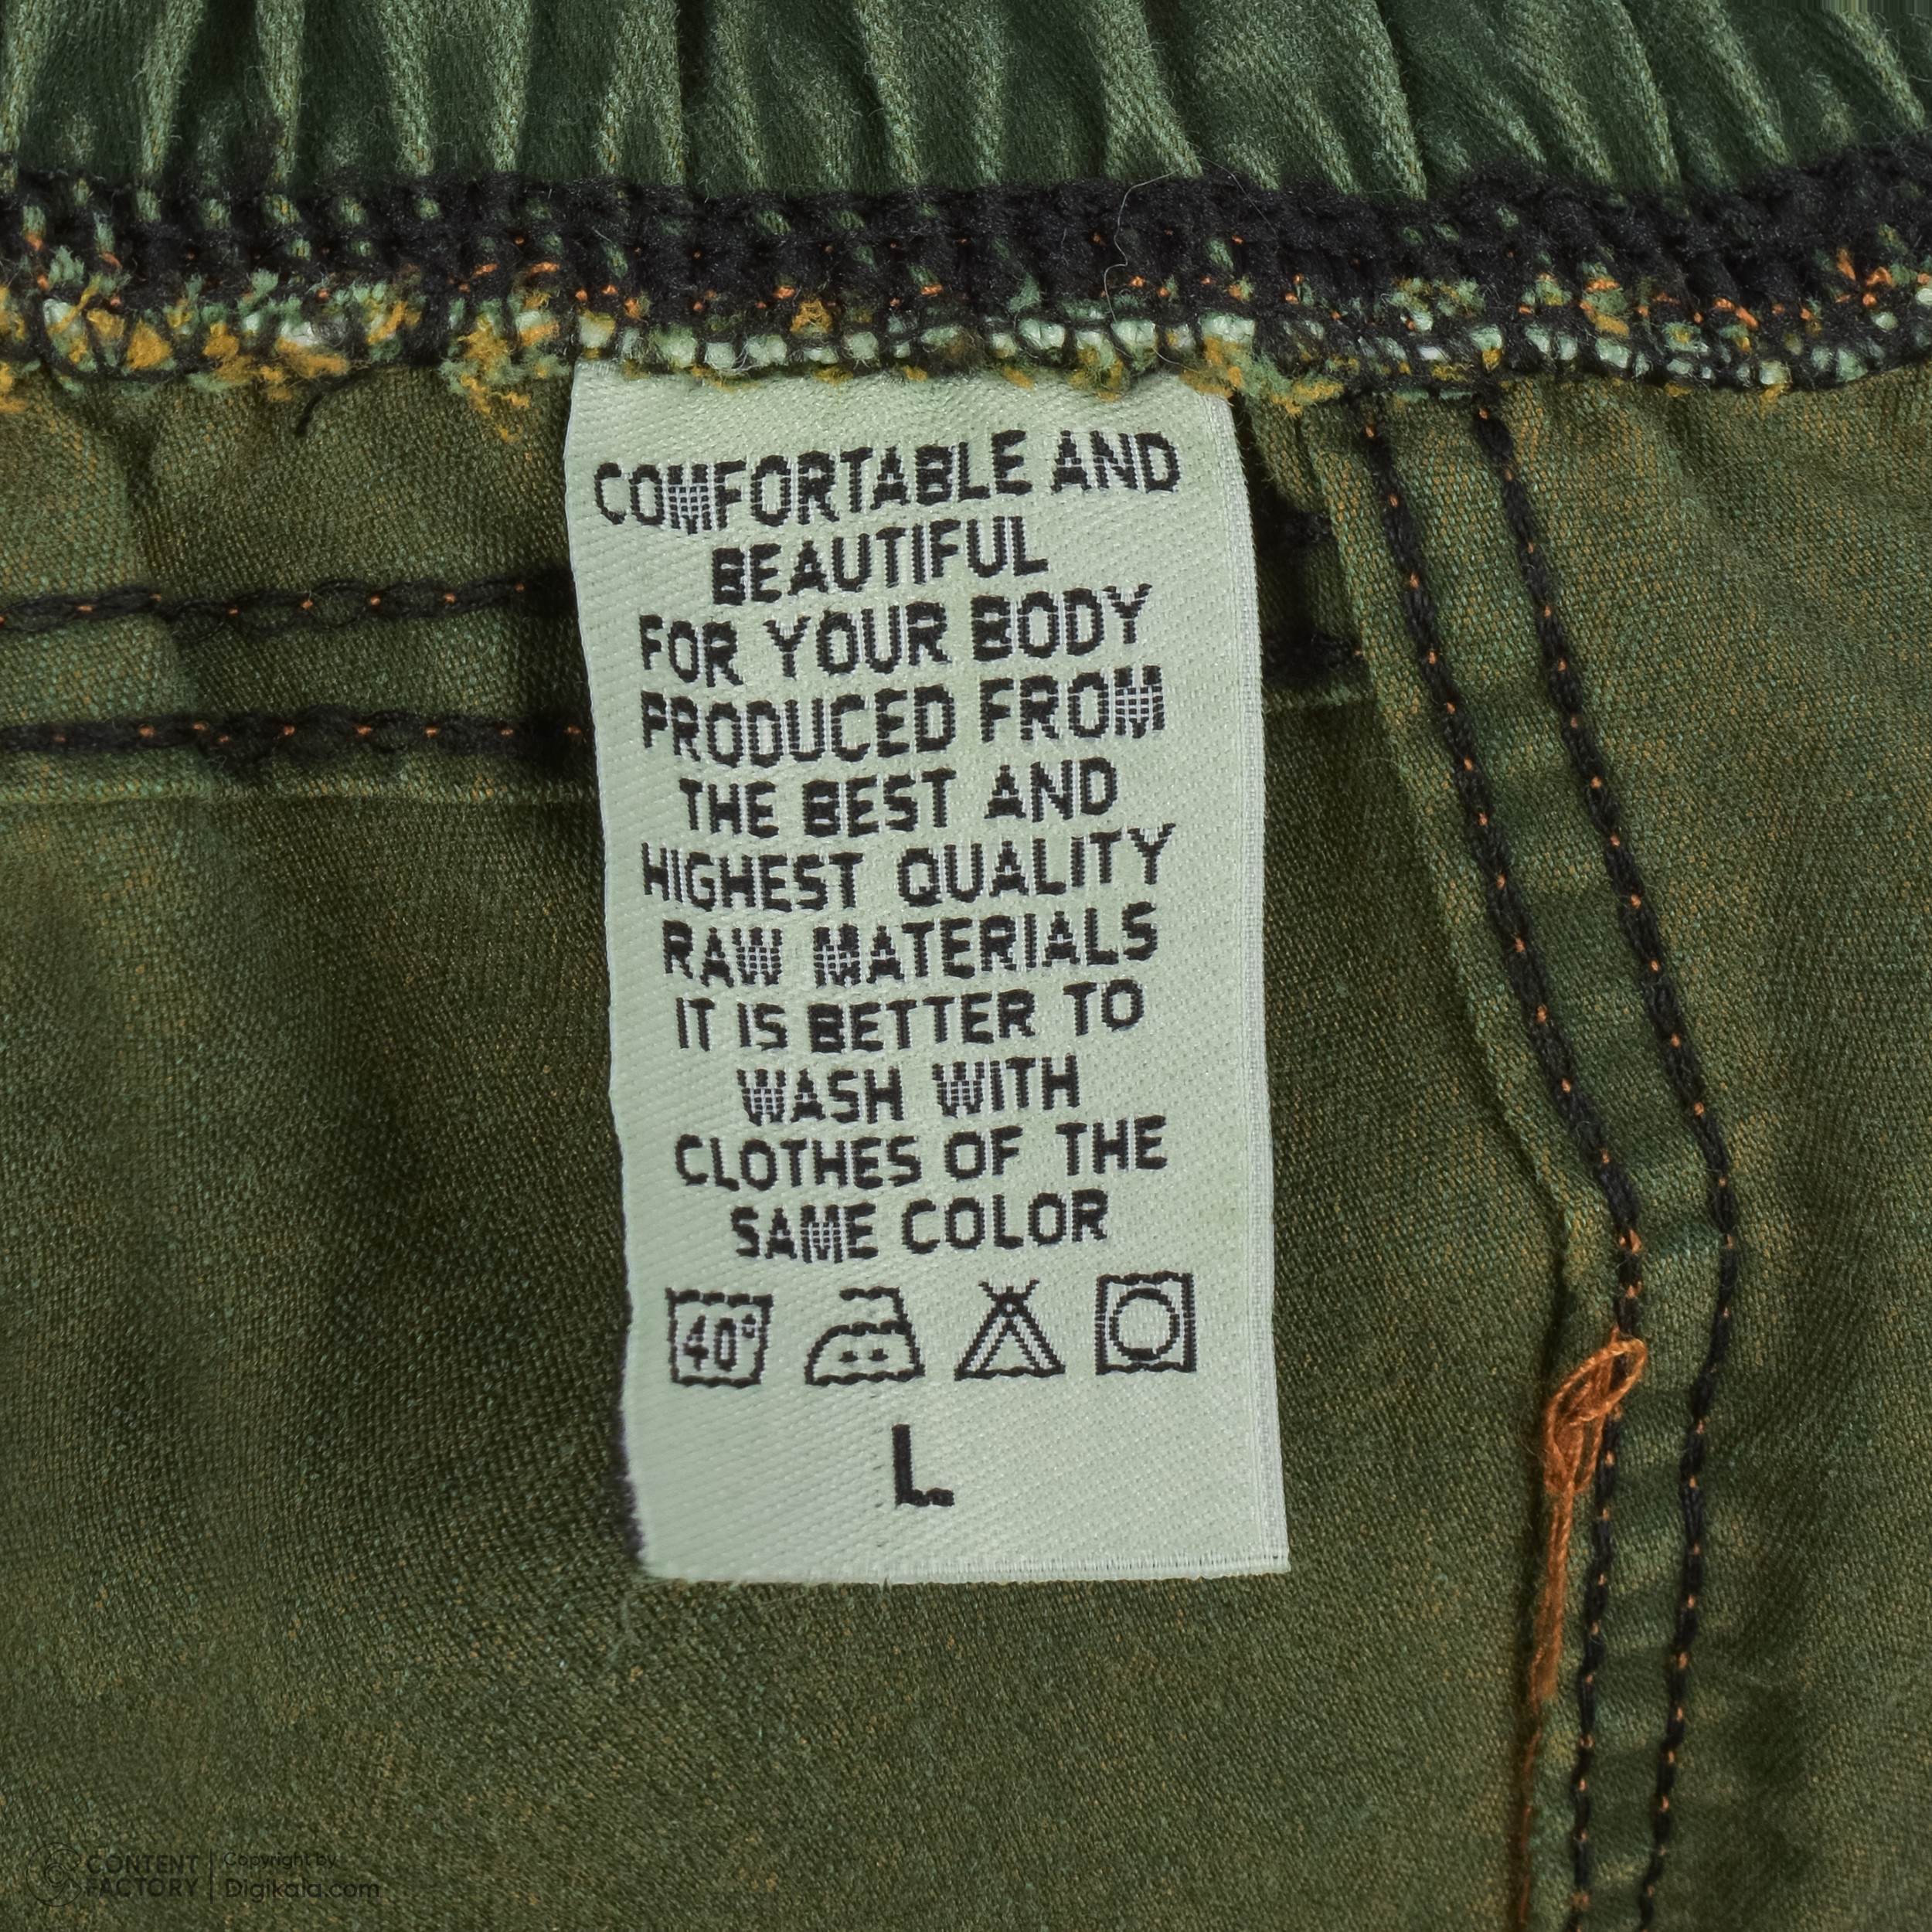 COMFORTABLE AND
BEAUTIFUL
FOR YOUR BODY
PRODUCED FROM
THE BEST AND
HIGHEST QUALITY
RAW MATERIALS
IT IS BETTER TO
WASH WITH
CLOTHES OF THE
SAME COLOR
40°
L
CONTENT
FACTORY
Copyright by
Digikala.com